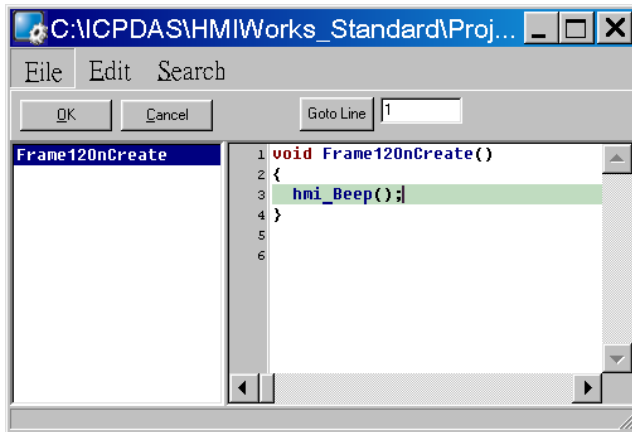 C:\ICPDAS\HMIWorks_Standard\Proj...
File Edit Search
OK Cancel Goto Line 1
Frame12OnCreate
1 void Frame12OnCreate()
2 {
3 hmi_Beep();
4 }
5
6